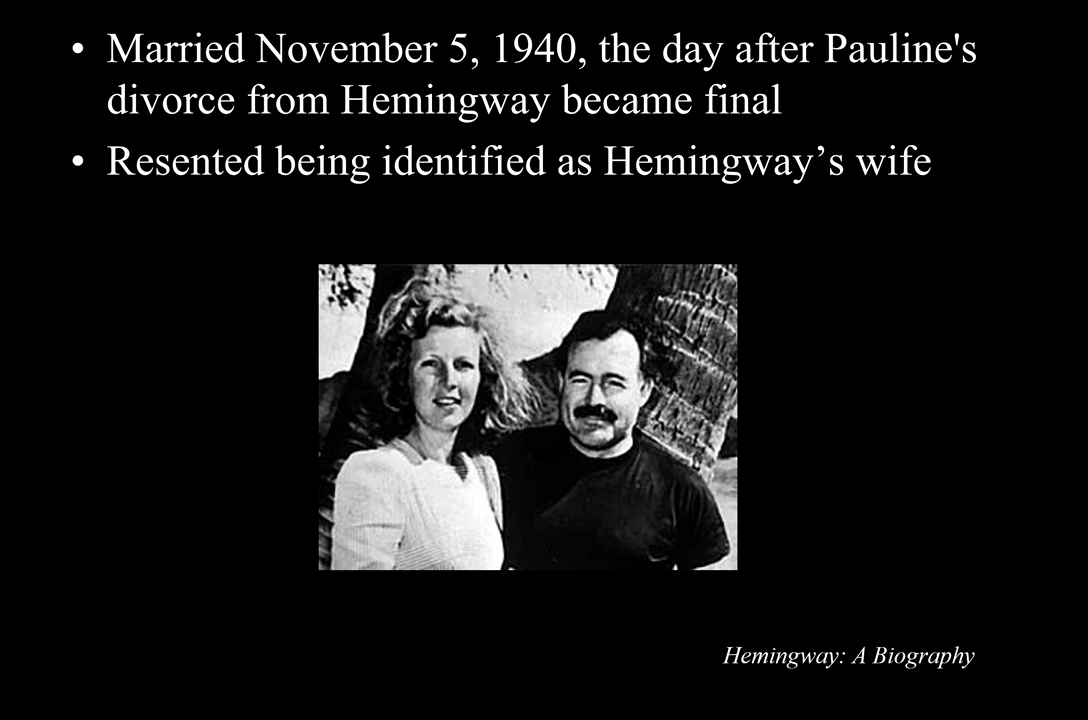 • Married November 5, 1940, the day after Pauline's
divorce from Hemingway became final
• Resented being identified as Hemingway’s wife
Hemingway: A Biography